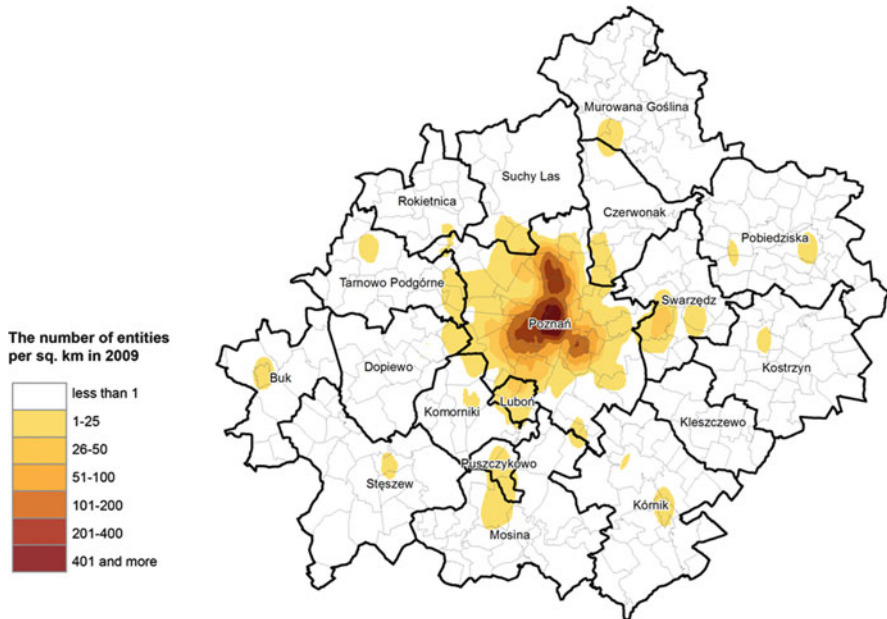 Murowana Goślina
Suchy Las
Rokietnica
Czerwonak
Pobiedziska
Tarnowo Podgórne
Swarzędz
Poznań
The number of entities
per sq. km in 2009
less than 1
1-25
26-50
51-100
101-200
201-400
401 and more
Buk
Dopiewo
Kostrzyn
Luboń
Komorniki
Kleszczewo
Puszczykowo
Stęszew
Kórnik
Mosina